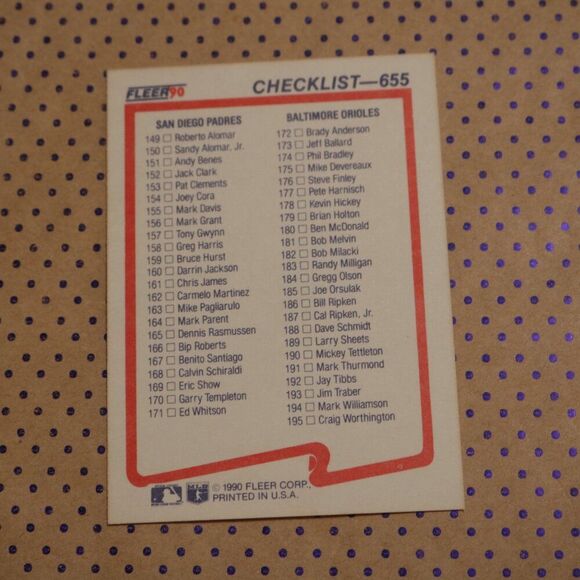 FLEER 90
CHECKLIST—655
SAN DIEGO PADRES
149 Roberto Alomar
150 Sandy Alomar, Jr.
151 Andy Benes
152 Jack Clark
153 Pat Clements
154 Joey Cora
155 Mark Davis
156 Mark Grant
157 Tony Gwynn
158 Greg Harris
159 Bruce Hurst
160 Darrin Jackson
161 Chris James
162 Carmelo Martinez
163 Mike Pagliarulo
164 Mark Parent
165 Dennis Rasmussen
166 Bip Roberts
167 Benito Santiago
168 Calvin Schiraldi
169 Eric Show
170 Garry Templeton
171 Ed Whitson
BALTIMORE ORIOLES
172 Brady Anderson
173 Jeff Ballard
174 Phil Bradley
175 Mike Devereaux
176 Steve Finley
177 Pete Harnisch
178 Kevin Hickey
179 Brian Holton
180 Ben McDonald
181 Bob Melvin
182 Bob Milacki
183 Randy Milligan
184 Gregg Olson
185 Joe Orsulak
186 Bill Ripken
187 Cal Ripken, Jr.
188 Dave Schmidt
189 Larry Sheets
190 Mickey Tettleton
191 Mark Thurmond
192 Jay Tibbs
193 Jim Traber
194 Mark Williamson
195 Craig Worthington
© 1990 FLEER CORP.,
PRINTED IN U.S.A.